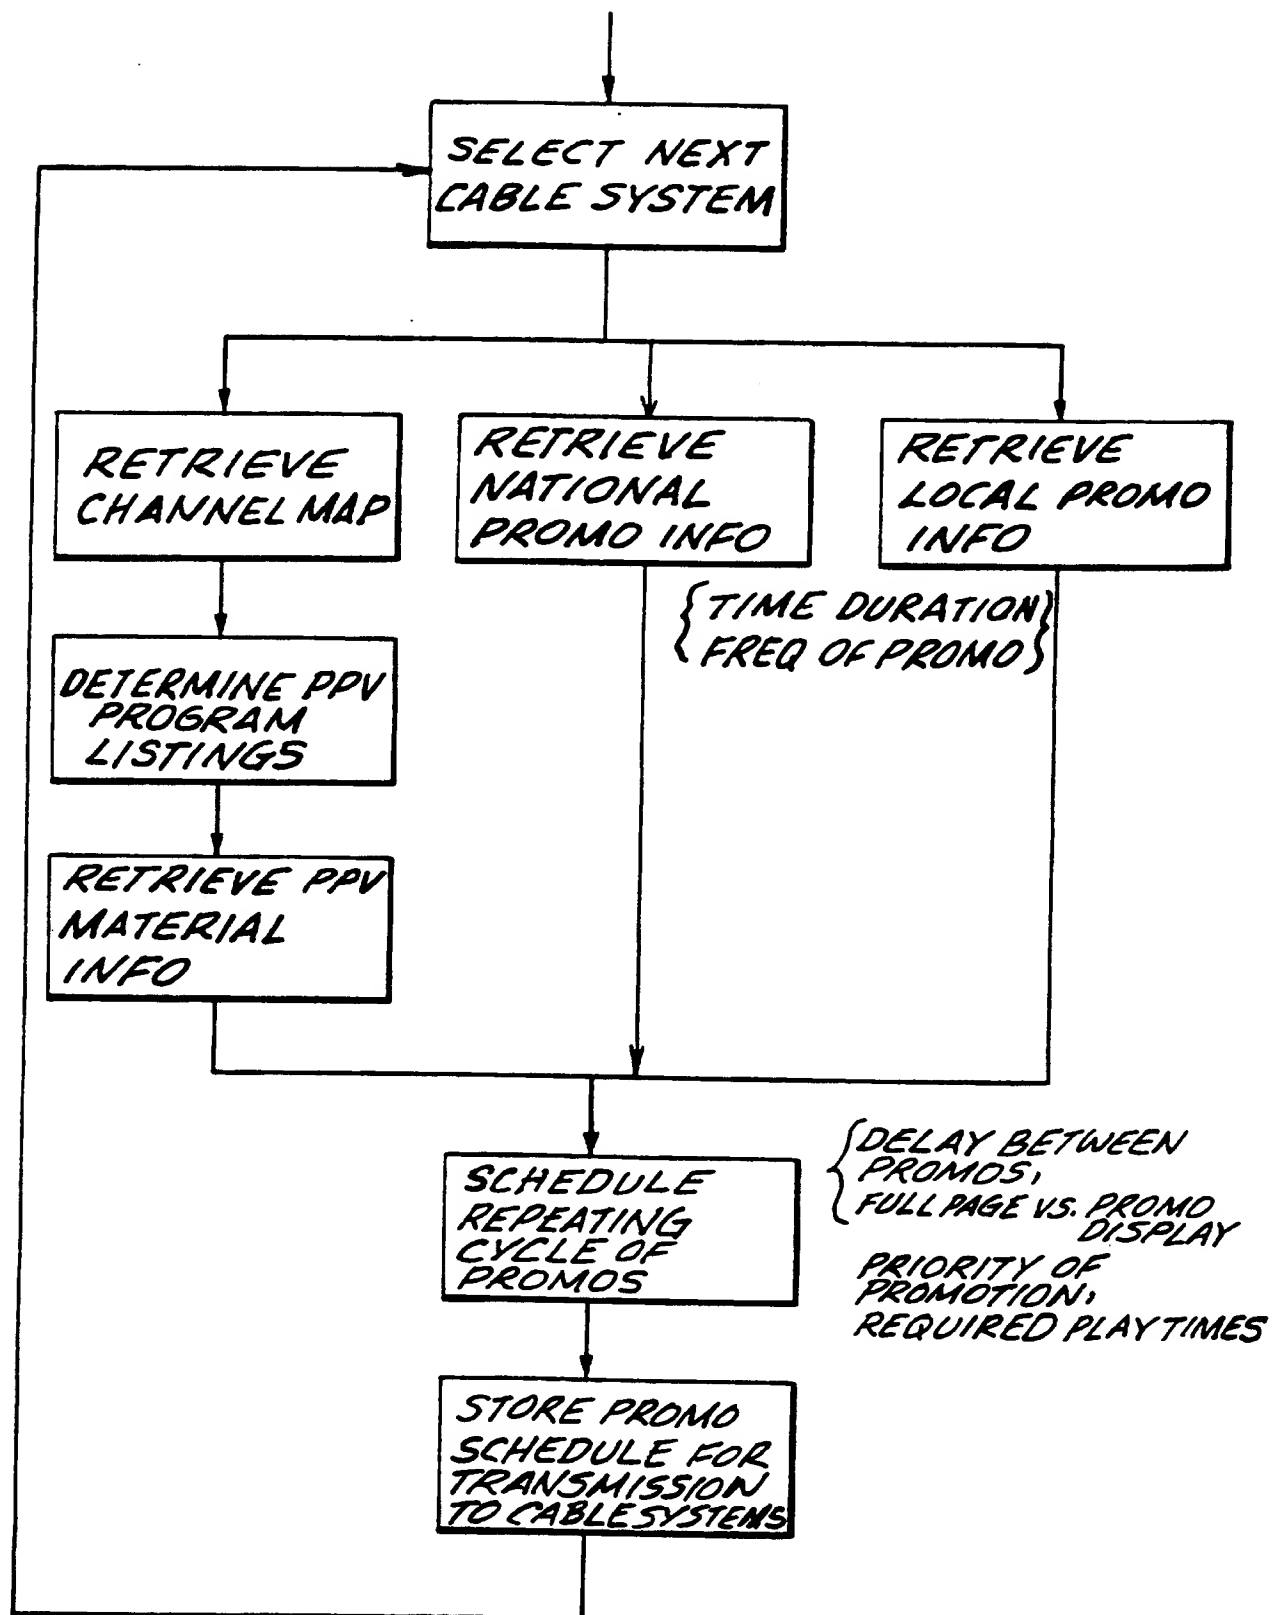 SELECT NEXT
CABLE SYSTEM
RETRIEVE
CHANNEL MAP
RETRIEVE
NATIONAL
PROMO INFO
RETRIEVE
LOCAL PROMO
INFO
{TIME DURATION}
{FREQ OF PROMO}
DETERMINE PPV
PROGRAM
LISTINGS
RETRIEVE PPV
MATERIAL
INFO
SCHEDULE
REPEATING
CYCLE OF
PROMOS
{DELAY BETWEEN
PROMOS,
FULL PAGE VS. PROMO
DISPLAY
PRIORITY OF
PROMOTION,
REQUIRED PLAY TIMES
STORE PROMO
SCHEDULE FOR
TRANSMISSION
TO CABLE SYSTEMS